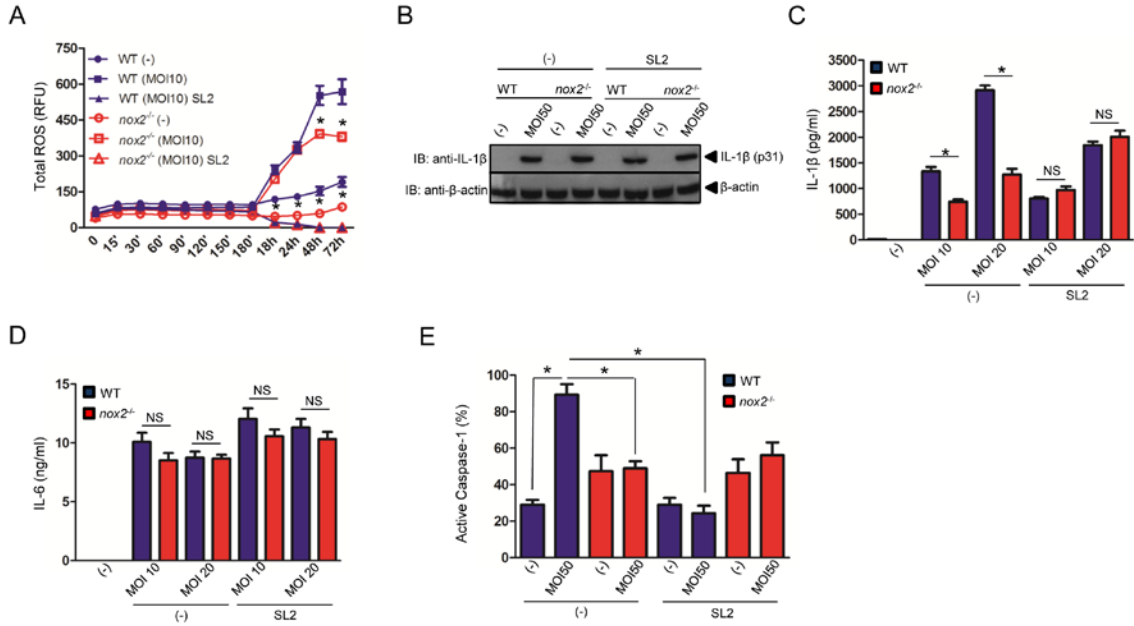 A
Total ROS (RFU)
750
600
450
300
150
0
WT (-)
WT (MOI10)
WT (MOI10) SL2
nox2-/- (-)
nox2-/- (MOI10)
nox2-/- (MOI10) SL2
* *
* * * *
0 15' 30' 60' 90' 120' 150' 180' 18h 24h 48h 72h
B
(-) SL2
WT nox2-/- WT nox2-/-
(-) MOI50 (-) MOI50 (-) MOI50 (-) MOI50
IB: anti-IL-1β IL-1β (p31)
IB: anti-β-actin β-actin
C
IL-1β (pg/ml)
3500
3000
2500
2000
1500
1000
500
0
WT
nox2-/-
* * NS NS
(-) MOI 10 MOI 20 MOI 10 MOI 20
(-) SL2
D
IL-6 (ng/ml)
15
10
5
0
WT
nox2-/-
NS NS NS NS
(-) MOI 10 MOI 20 MOI 10 MOI 20
(-) SL2
E
Active Caspase-1 (%)
100
80
60
40
20
0
* * *
WT
nox2-/-
(-) MOI50 (-) MOI50 (-) MOI50 (-) MOI50
(-) SL2